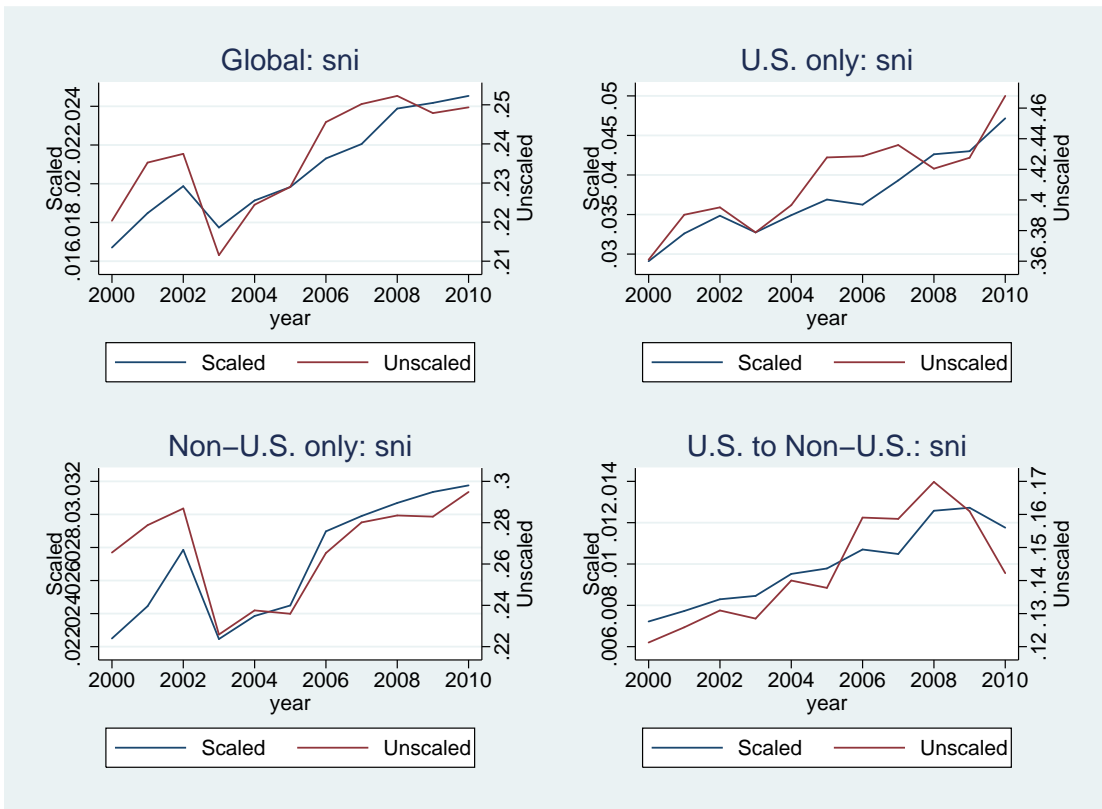 Global: sni
Scaled
.016 .018 .02 .022 .024
.21 .22 .23 .24 .25
Unscaled
2000 2002 2004 2006 2008 2010
year
Scaled Unscaled
U.S. only: sni
Scaled
.03 .035 .04 .045 .05
.36 .38 .4 .42 .44 .46
Unscaled
2000 2002 2004 2006 2008 2010
year
Scaled Unscaled
Non−U.S. only: sni
Scaled
.022 .024 .026 .028 .03 .032
.22 .24 .26 .28 .3
Unscaled
2000 2002 2004 2006 2008 2010
year
Scaled Unscaled
U.S. to Non−U.S.: sni
Scaled
.006 .008 .01 .012 .014
.12 .13 .14 .15 .16 .17
Unscaled
2000 2002 2004 2006 2008 2010
year
Scaled Unscaled